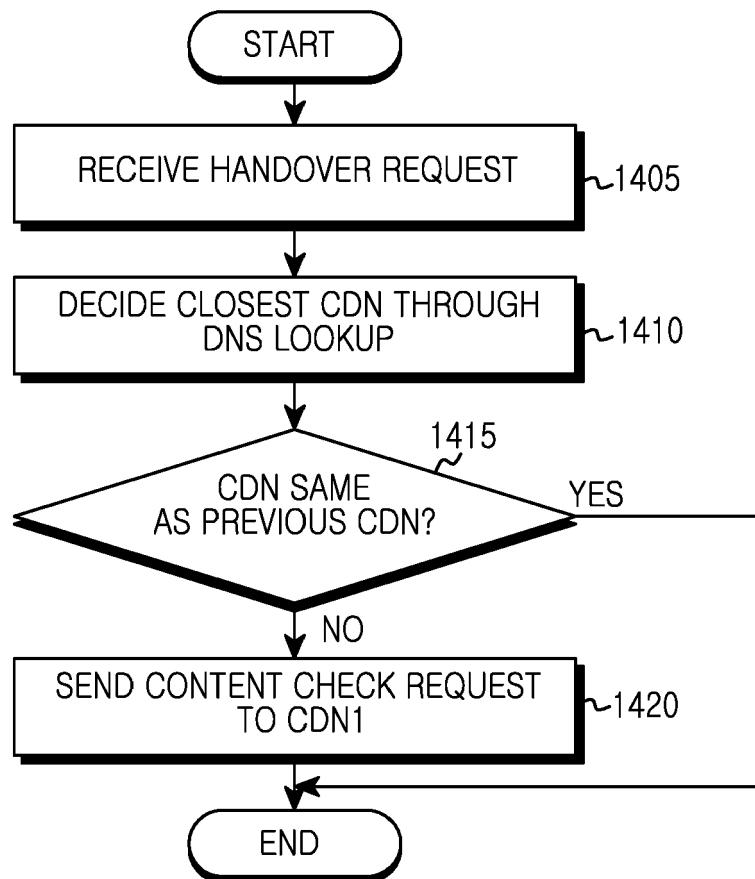 START
RECEIVE HANDOVER REQUEST
1405
DECIDE CLOSEST CDN THROUGH
DNS LOOKUP
1410
1415
CDN SAME
AS PREVIOUS CDN?
YES
NO
SEND CONTENT CHECK REQUEST
TO CDN1
1420
END